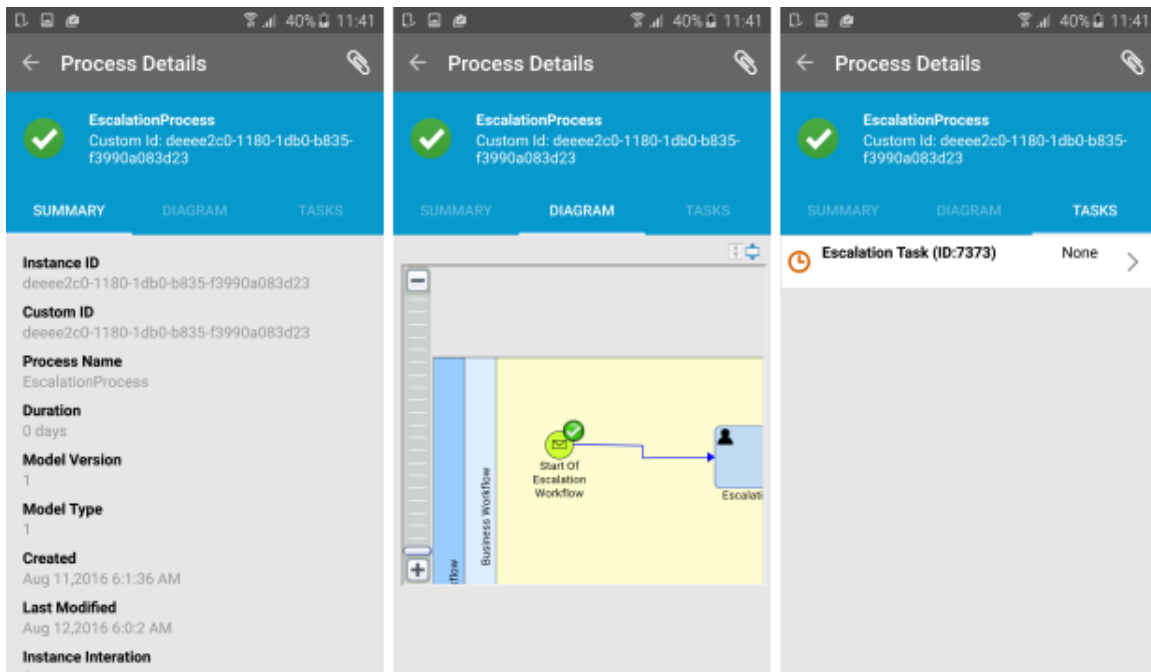 40% 11:41
Process Details
EscalationProcess
Custom Id: deeee2c0-1180-1db0-b835-
f3990a083d23
SUMMARY DIAGRAM TASKS
Instance ID
deeee2c0-1180-1db0-b835-f3990a083d23
Custom ID
deeee2c0-1180-1db0-b835-f3990a083d23
Process Name
EscalationProcess
Duration
0 days
Model Version
1
Model Type
1
Created
Aug 11,2016 6:1:36 AM
Last Modified
Aug 12,2016 6:0:2 AM
Instance Interation
40% 11:41
Process Details
EscalationProcess
Custom Id: deeee2c0-1180-1db0-b835-
f3990a083d23
SUMMARY DIAGRAM TASKS
Business Workflow
Start Of
Escalation
Workflow
Escalati
40% 11:41
Process Details
EscalationProcess
Custom Id: deeee2c0-1180-1db0-b835-
f3990a083d23
SUMMARY DIAGRAM TASKS
Escalation Task (ID:7373) None